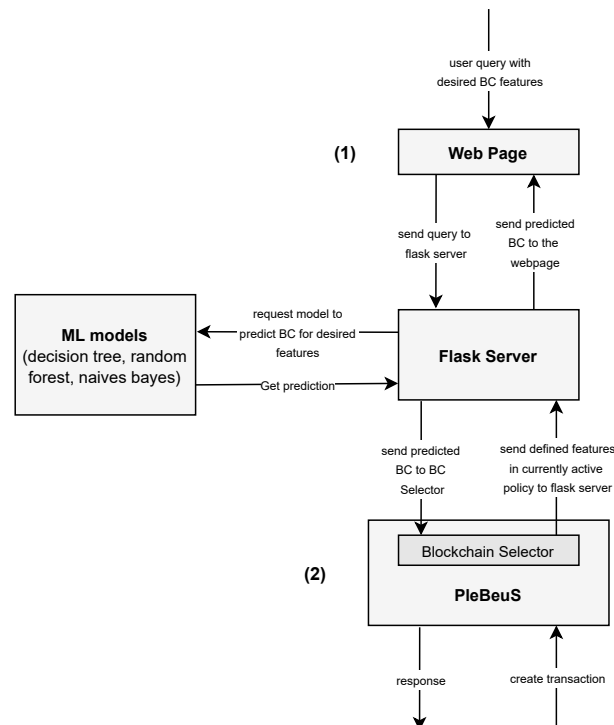 user query with
desired BC features
(1)
Web Page
send query to
flask server
send predicted
BC to the
webpage
ML models
(decision tree, random
forest, naives bayes)
request model to
predict BC for desired
features
Get prediction
Flask Server
send predicted
BC to BC
Selector
send defined features
in currently active
policy to flask server
(2)
Blockchain Selector
PleBeuS
response
create transaction